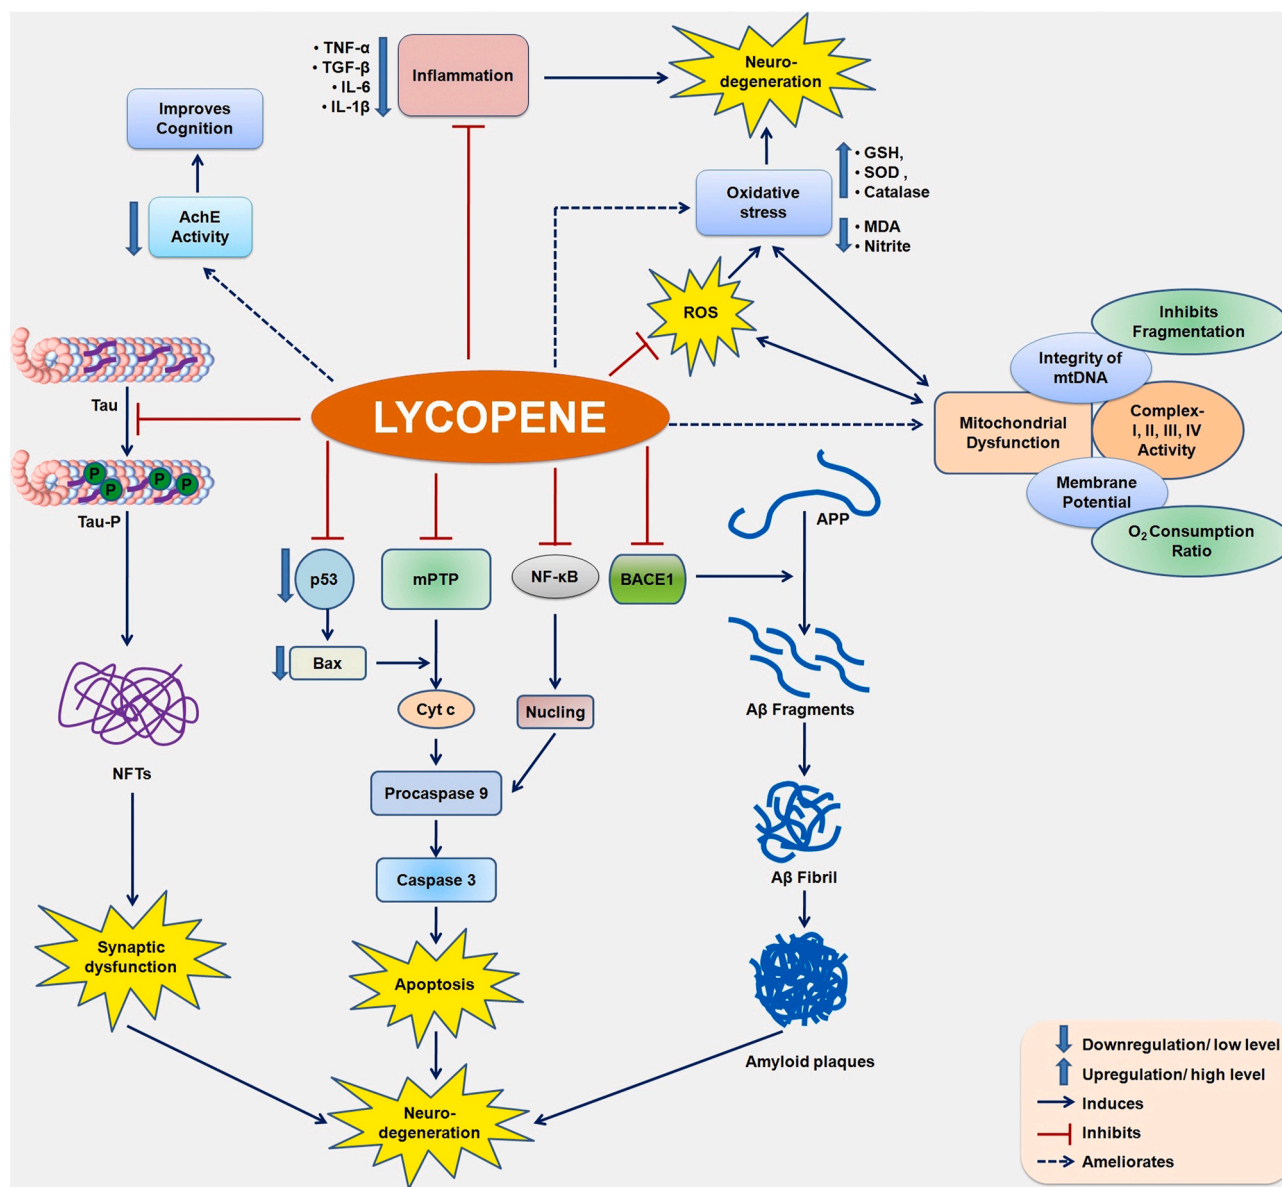 • TNF-α
• TGF-β
• IL-6
• IL-1β
Inflammation
Neuro-
degeneration
Improves
Cognition
• GSH,
• SOD ,
• Catalase
Oxidative
stress
• MDA
• Nitrite
AchE
Activity
ROS
Inhibits
Fragmentation
Integrity of
mtDNA
Tau
LYCOPENE
Mitochondrial
Dysfunction
Complex-
I, II, III, IV
Activity
P
P
P
P
Membrane
Potential
Tau-P
APP
O₂ Consumption
Ratio
p53
mPTP
NF-κB
BACE1
Bax
Cyt c
Nucling
Aβ Fragments
NFTs
Procaspase 9
Caspase 3
Aβ Fibril
Synaptic
dysfunction
Apoptosis
Amyloid plaques
Neuro-
degeneration
Downregulation/ low level
Upregulation/ high level
Induces
Inhibits
Ameliorates